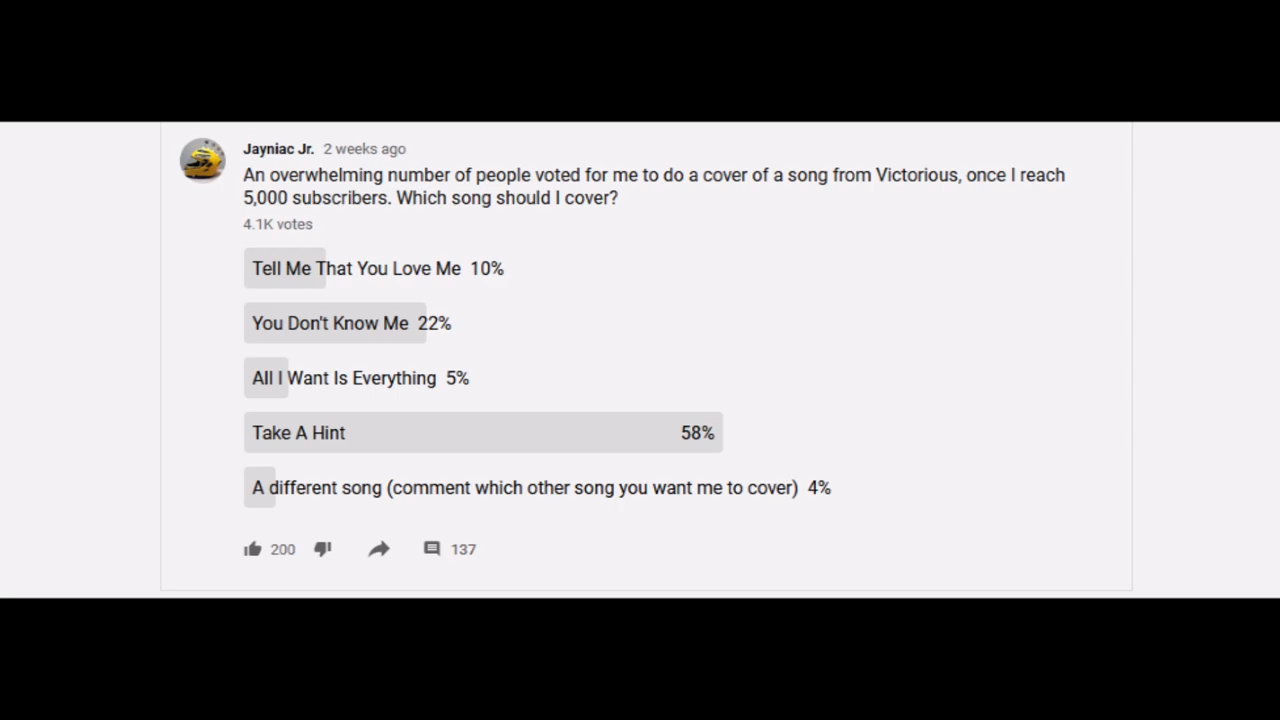 Jayniac Jr. 2 weeks ago
An overwhelming number of people voted for me to do a cover of a song from Victorious, once I reach
5,000 subscribers. Which song should I cover?
4.1K votes
Tell Me That You Love Me 10%
You Don't Know Me 22%
All I Want Is Everything 5%
Take A Hint 58%
A different song (comment which other song you want me to cover) 4%
200 137